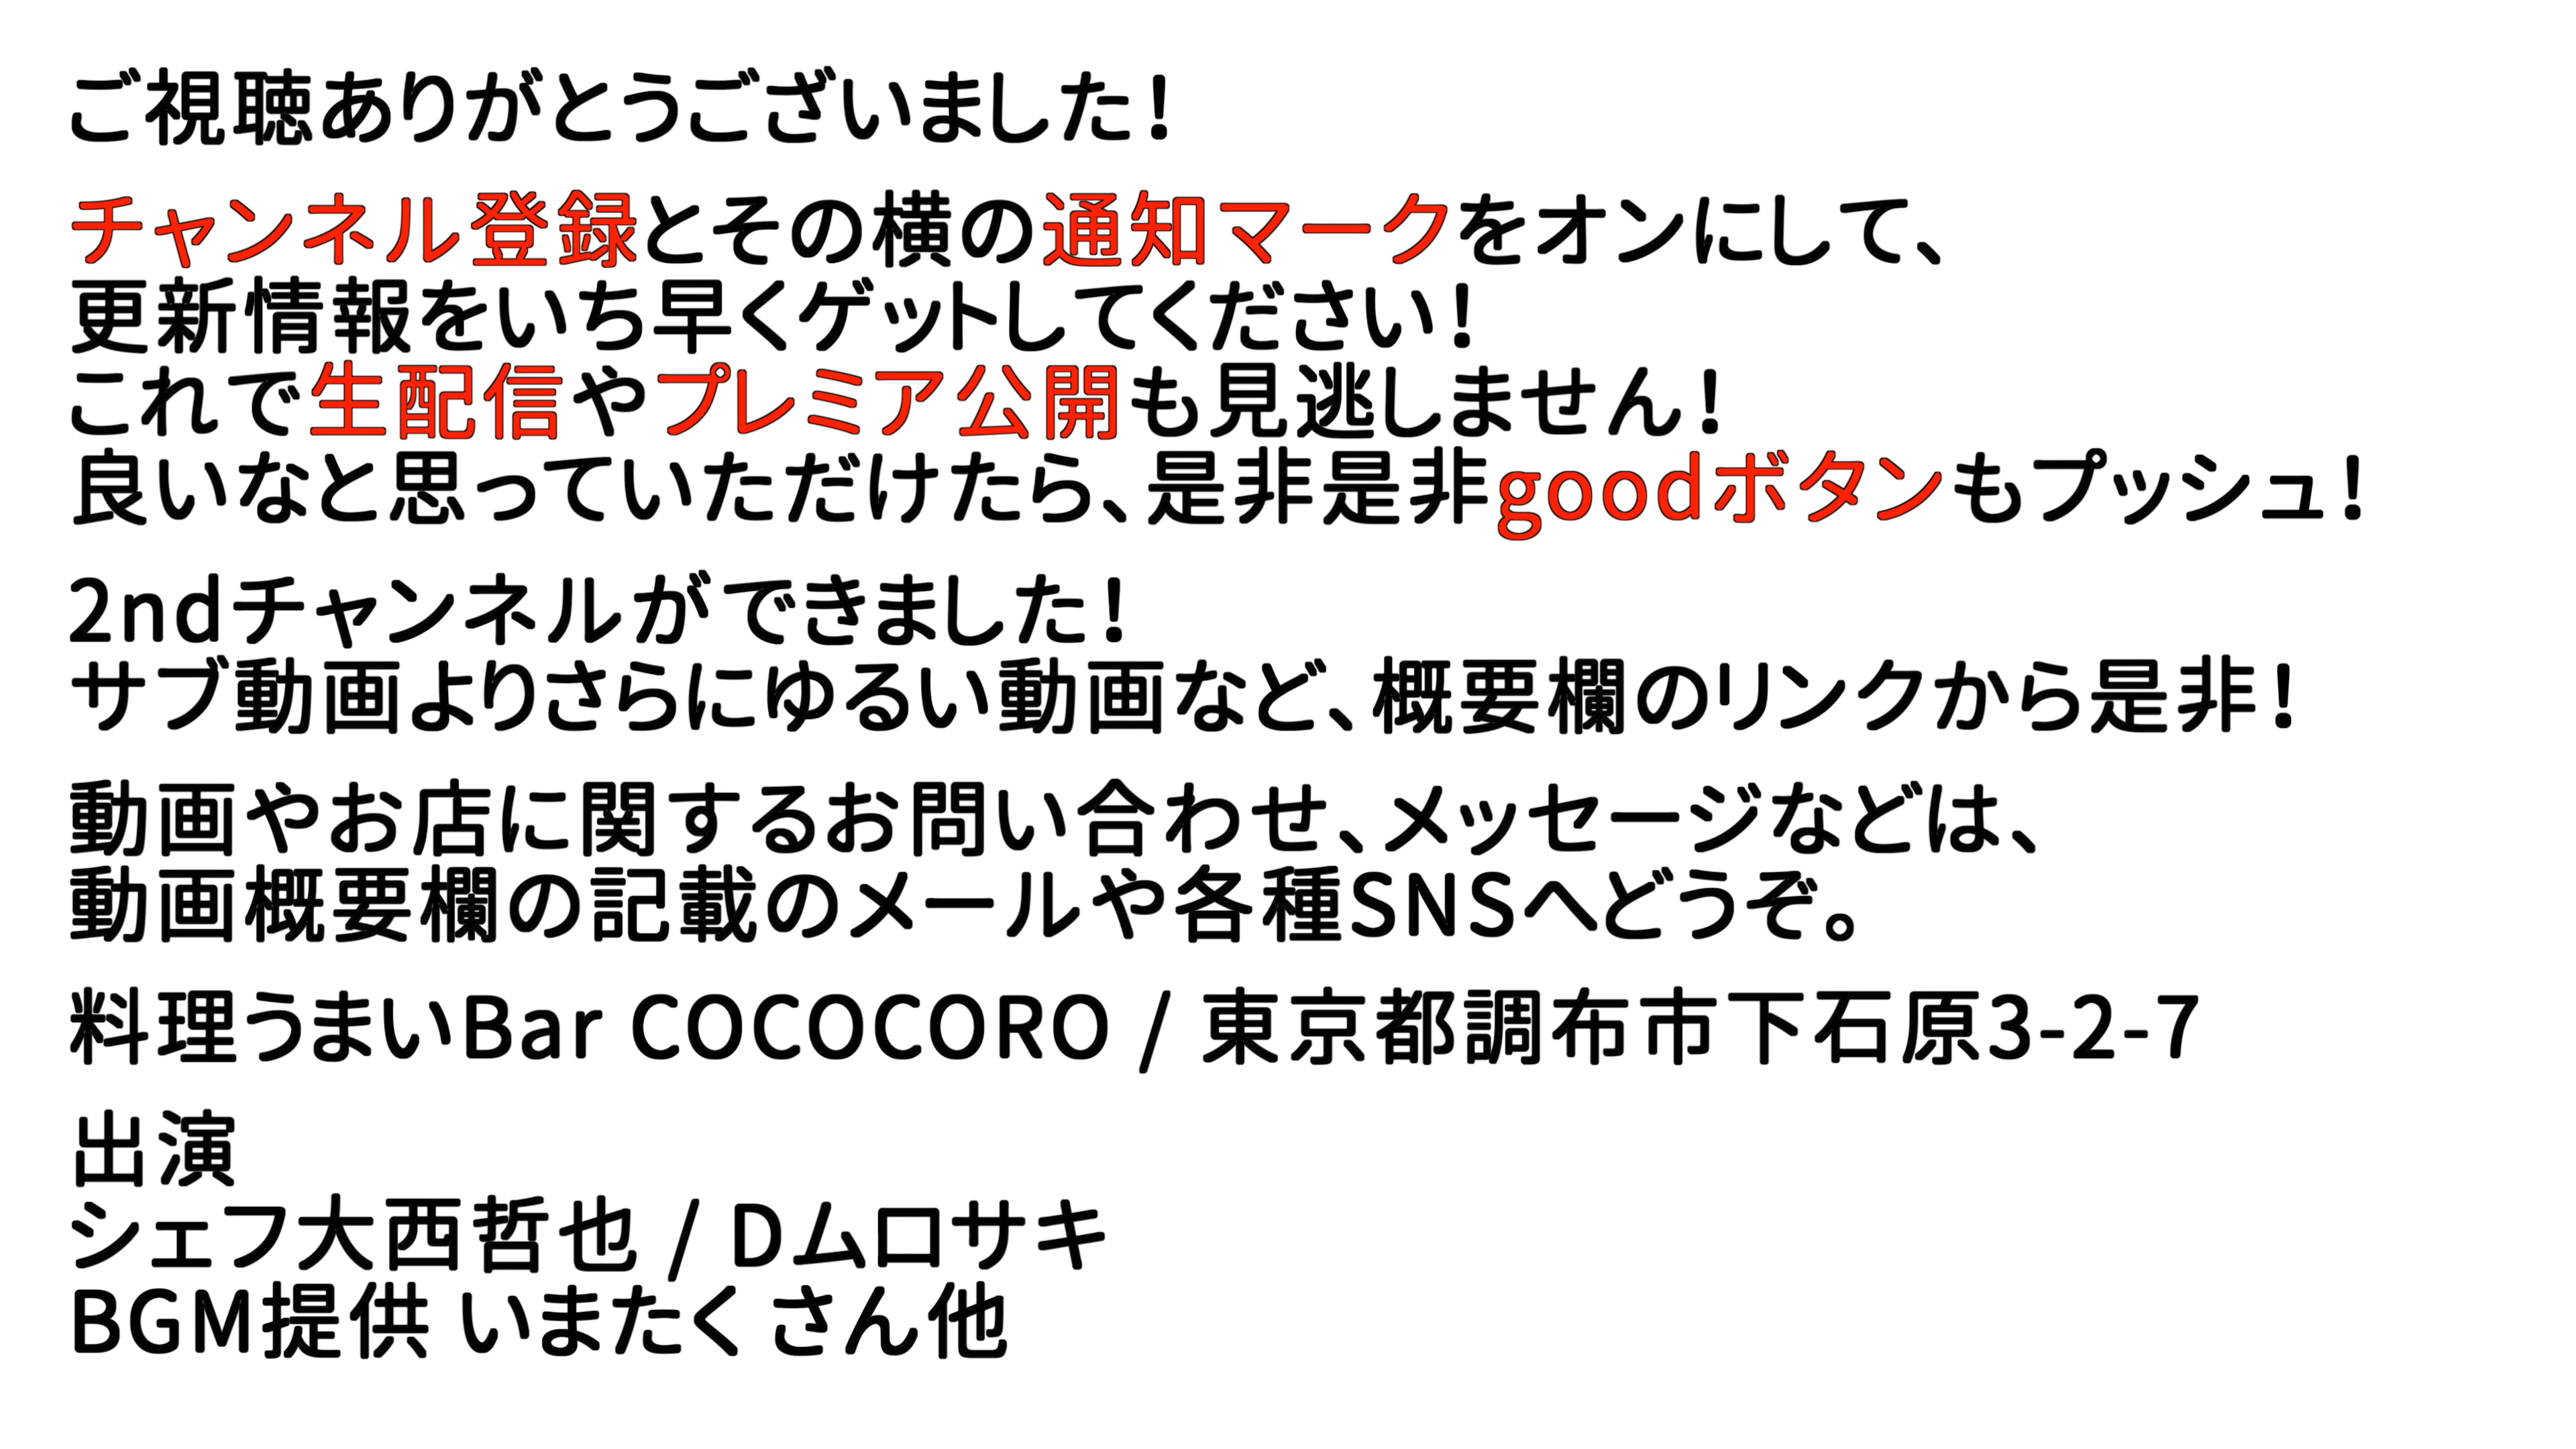 ご視聴ありがとうございました!
チャンネル登録とその横の通知マークをオンにして、
更新情報をいち早くゲットしてください!
これで生配信やプレミア公開も見逃しません!
良いなと思っていただけたら、是非是非goodボタンもプッシュ!
2ndチャンネルができました!
サブ動画よりさらにゆるい動画など、概要欄のリンクから是非!
動画やお店に関するお問い合わせ、メッセージなどは、
動画概要欄の記載のメールや各種SNSへどうぞ。
料理うまいBar COCOCORO / 東京都調布市下石原3-2-7
出演
シェフ大西哲也 / Dムロサキ
BGM提供 いまたくさん他